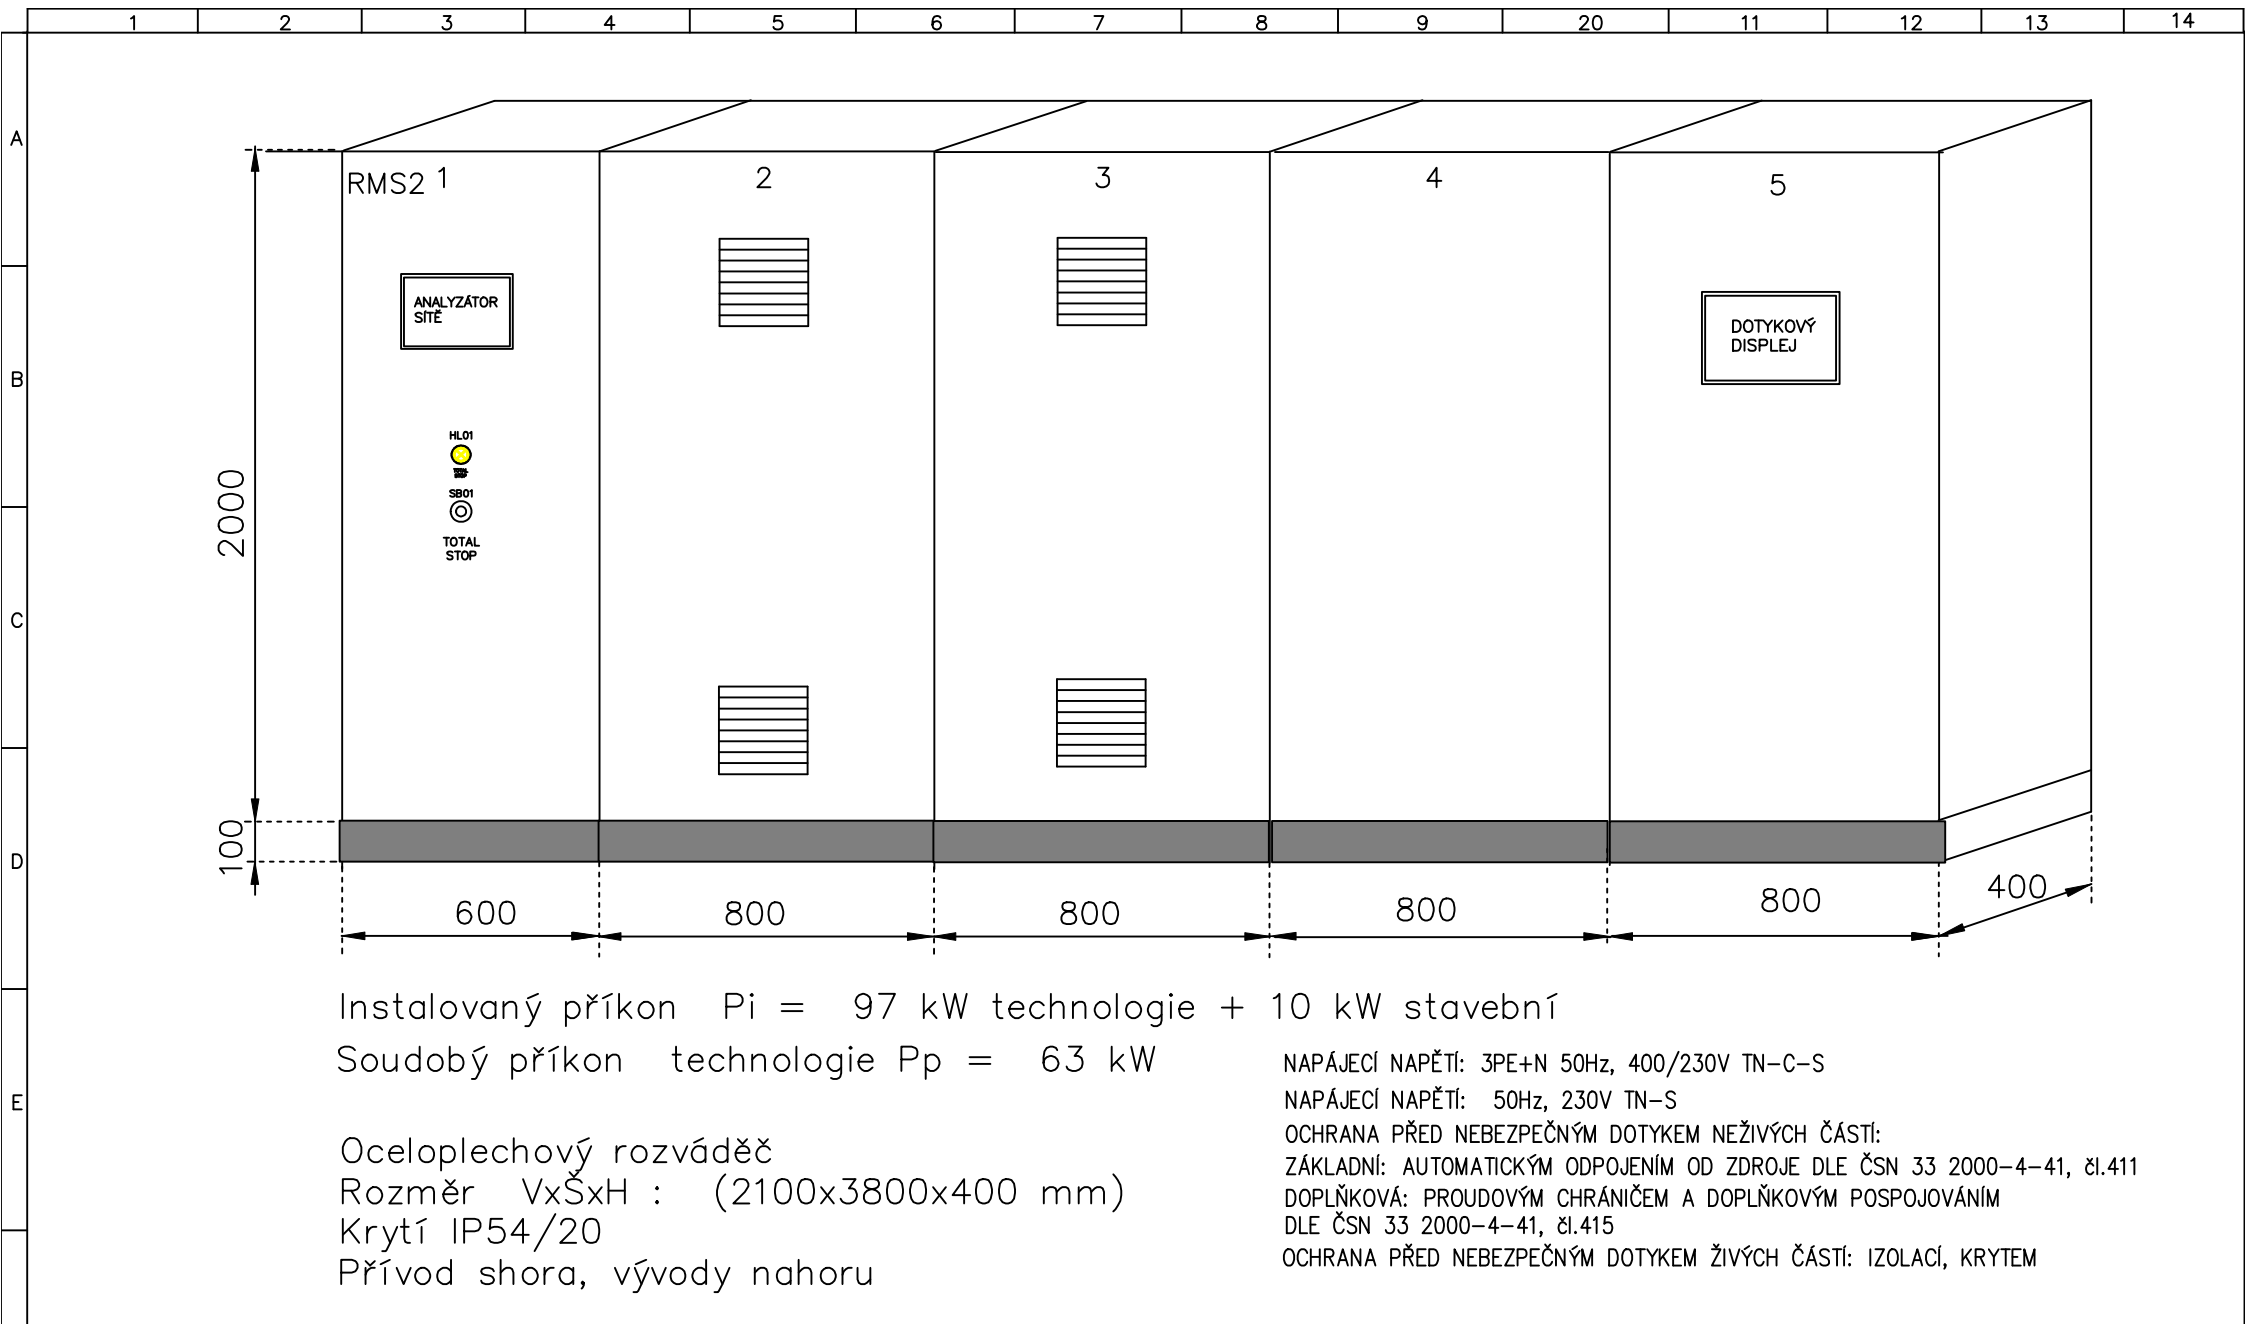 1 2 3 4 5 6 7 8 9 20 11 12 13 14
A
B
C
D
E
RMS2 1
2
3
4
5
ANALYZÁTOR
SÍTĚ
DOTYKOVÝ
DISPLEJ
HL01
SB01
TOTAL
STOP
2000
100
600
800
800
800
800
400
Instalovaný příkon Pi = 97 kW technologie + 10 kW stavební
Soudobý příkon technologie Pp = 63 kW
Oceloplechový rozváděč
Rozměr VxŠxH : (2100x3800x400 mm)
Krytí IP54/20
Přívod shora, vývody nahoru
NAPÁJECÍ NAPĚTÍ: 3PE+N 50Hz, 400/230V TN-C-S
NAPÁJECÍ NAPĚTÍ: 50Hz, 230V TN-S
OCHRANA PŘED NEBEZPEČNÝM DOTYKEM NEŽIVÝCH ČÁSTÍ:
ZÁKLADNÍ: AUTOMATICKÝM ODPOJENÍM OD ZDROJE DLE ČSN 33 2000-4-41, čl.411
DOPLŇKOVÁ: PROUDOVÝM CHRÁNIČEM A DOPLŇKOVÝM POSPOJOVÁNÍM
DLE ČSN 33 2000-4-41, čl.415
OCHRANA PŘED NEBEZPEČNÝM DOTYKEM ŽIVÝCH ČÁSTÍ: IZOLACÍ, KRYTEM